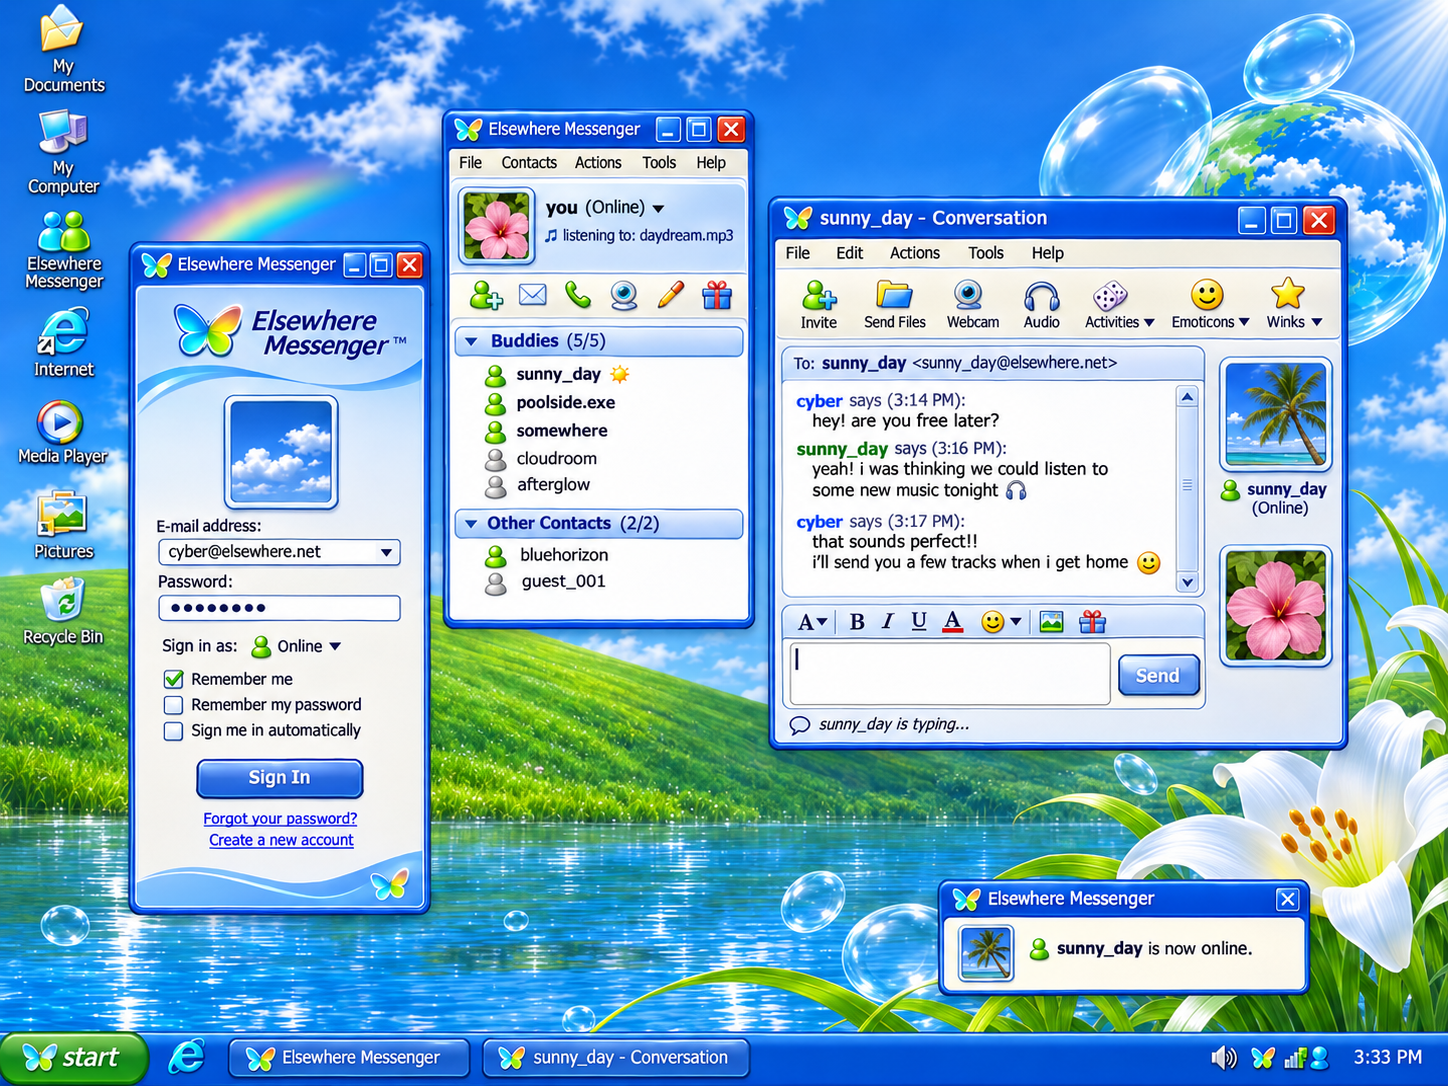 My
Documents
My
Computer
Elsewhere
Messenger
Internet
Media Player
Pictures
Recycle Bin
Elsewhere Messenger
Elsewhere
Messenger™
E-mail address:
cyber@elsewhere.net
Password:
Sign in as: Online
Remember me
Remember my password
Sign me in automatically
Sign In
Forgot your password?
Create a new account
Elsewhere Messenger
File Contacts Actions Tools Help
you (Online)
listening to: daydream.mp3
Buddies (5/5)
sunny_day
poolside.exe
somewhere
cloudroom
afterglow
Other Contacts (2/2)
bluehorizon
guest_001
sunny_day - Conversation
File Edit Actions Tools Help
Invite Send Files Webcam Audio Activities Emoticons Winks
To: sunny_day <sunny_day@elsewhere.net>
cyber says (3:14 PM):
hey! are you free later?
sunny_day says (3:16 PM):
yeah! i was thinking we could listen to
some new music tonight
cyber says (3:17 PM):
that sounds perfect!!
i'll send you a few tracks when i get home
sunny_day
(Online)
A B I U A
Send
sunny_day is typing...
Elsewhere Messenger
sunny_day is now online.
start
Elsewhere Messenger
sunny_day - Conversation
3:33 PM